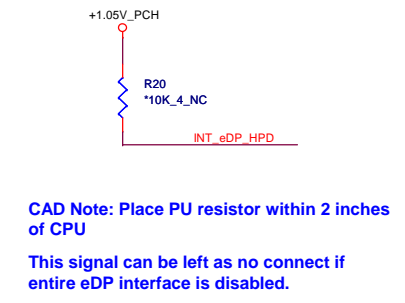 +1.05V_PCH
R20
*10K_4_NC
INT_eDP_HPD
CAD Note: Place PU resistor within 2 inches
of CPU
This signal can be left as no connect if
entire eDP interface is disabled.